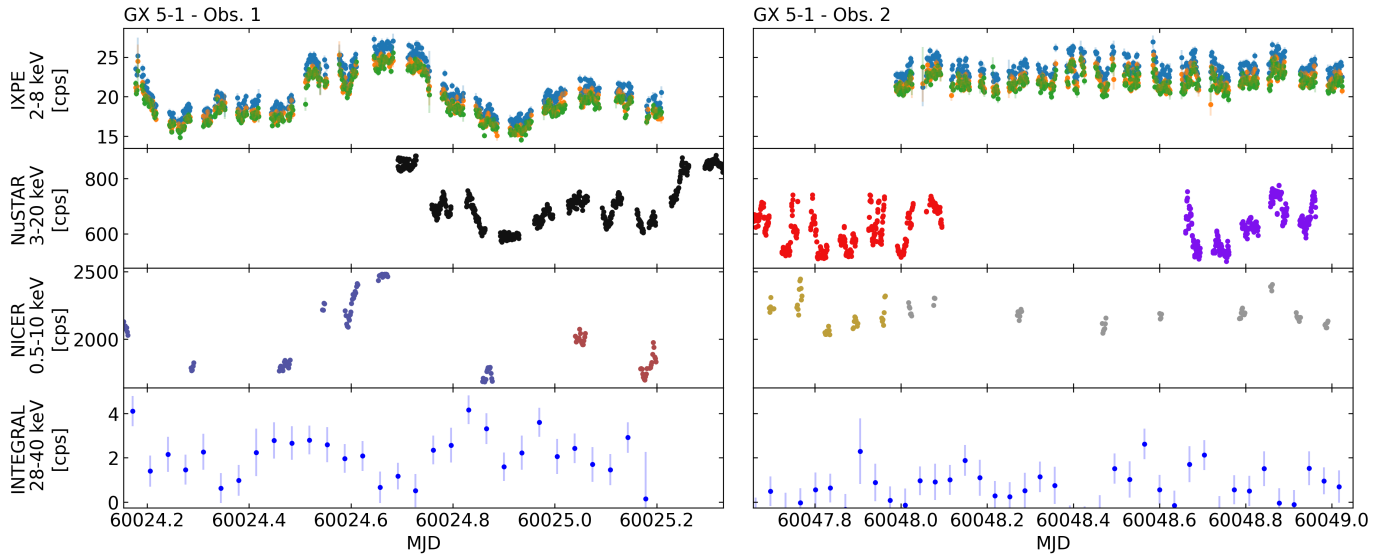 GX 5-1 - Obs. 1
GX 5-1 - Obs. 2
IXPE
2-8 keV
[cps]
25
20
15
NuSTAR
3-20 keV
[cps]
800
600
NICER
0.5-10 keV
[cps]
2500
2000
INTEGRAL
28-40 keV
[cps]
4
2
0
60024.2 60024.4 60024.6 60024.8 60025.0 60025.2
60047.8 60048.0 60048.2 60048.4 60048.6 60048.8 60049.0
MJD
MJD